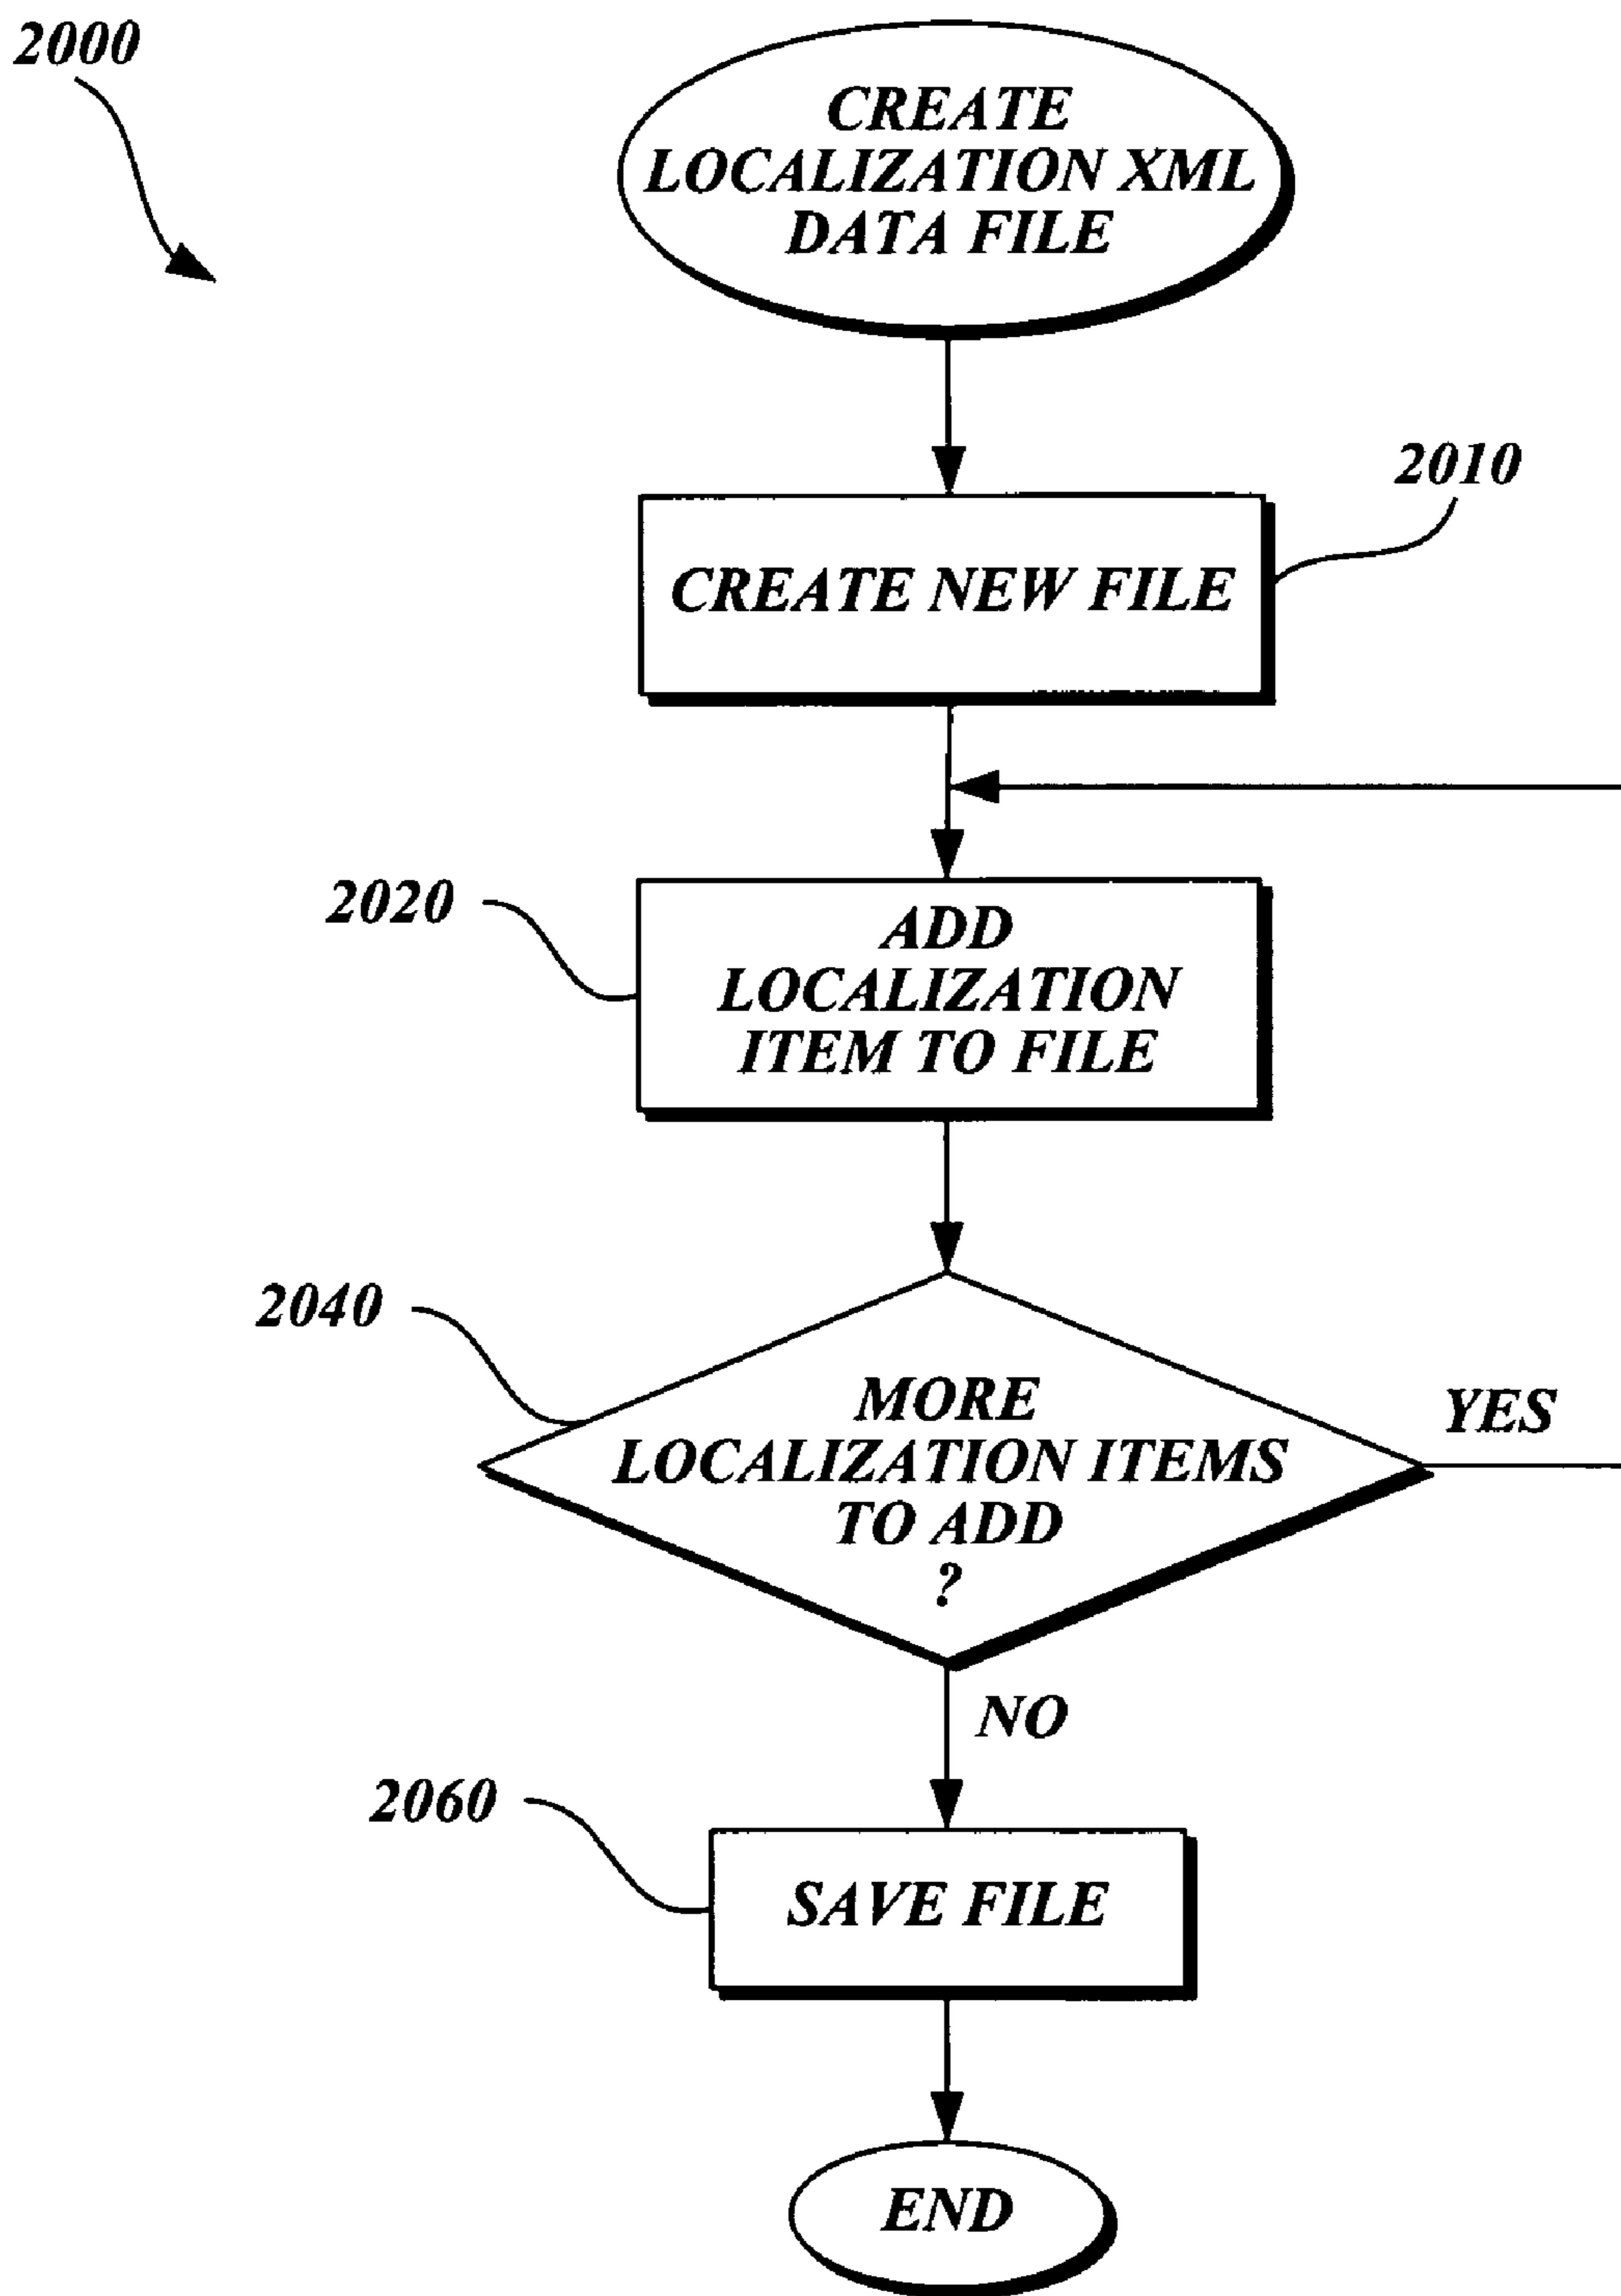 2000
CREATE
LOCALIZATION XML
DATA FILE
2010
CREATE NEW FILE
2020
ADD
LOCALIZATION
ITEM TO FILE
2040
MORE
LOCALIZATION ITEMS
TO ADD
?
YES
NO
2060
SAVE FILE
END